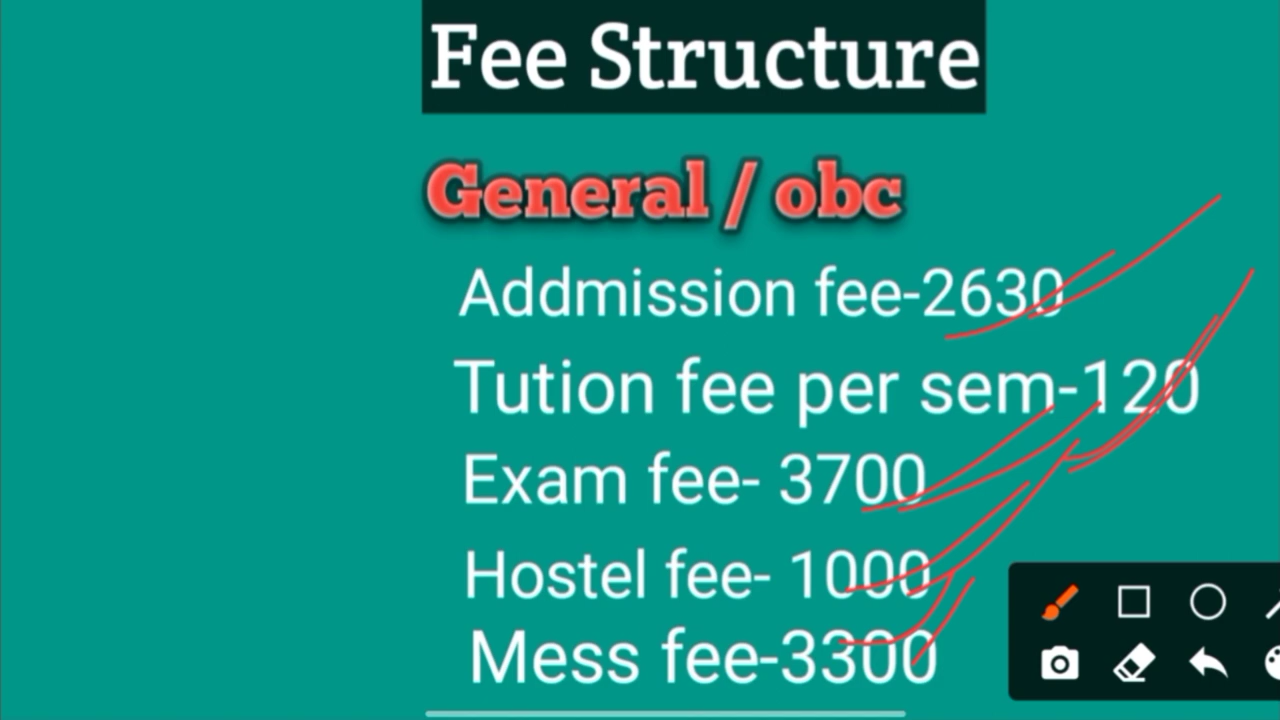 Fee Structure
General / obc
Addmission fee-2630
Tution fee per sem-120
Exam fee- 3700
Hostel fee- 1000
Mess fee-3300